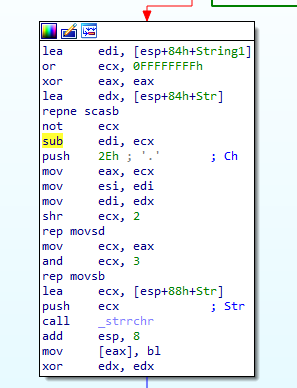 lea     edi, [esp+84h+String1]
or      ecx, 0FFFFFFFFh
xor     eax, eax
lea     edx, [esp+84h+Str]
repne scasb
not     ecx
sub     edi, ecx
push    2Eh ; '.'       ; Ch
mov     eax, ecx
mov     esi, edi
mov     edi, edx
shr     ecx, 2
rep movsd
mov     ecx, eax
and     ecx, 3
rep movsb
lea     ecx, [esp+88h+Str]
push    ecx             ; Str
call    _strrchr
add     esp, 8
mov     [eax], bl
xor     edx, edx